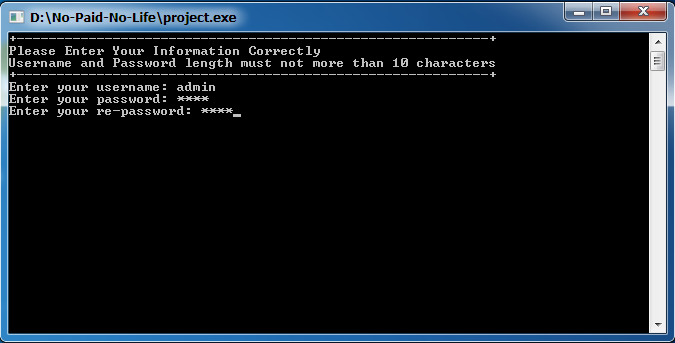 D:\No-Paid-No-Life\project.exe
+-----------------------------------------------------------+
Please Enter Your Information Correctly
Username and Password length must not more than 10 characters
+-----------------------------------------------------------+
Enter your username: admin
Enter your password: ****
Enter your re-password: ****_